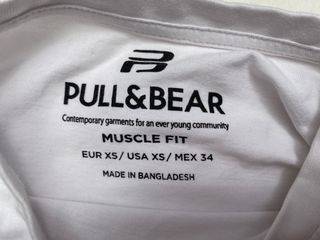 PULL&BEAR
Contemporary garments for an ever young community
MUSCLE FIT
EUR XS/ USA XS/ MEX 34
MADE IN BANGLADESH